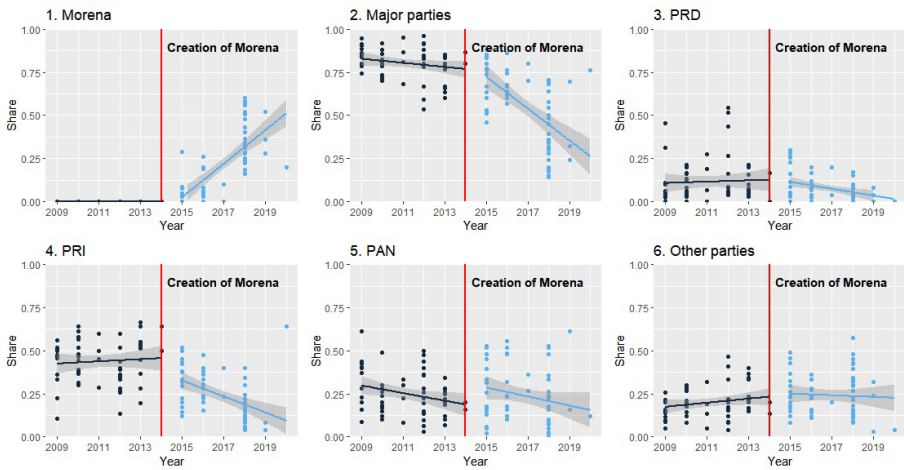 1. Morena
1.00
0.75
0.50
0.25
0.00
Share
Creation of Morena
2009 2011 2013 2015 2017 2019
Year
2. Major parties
1.00
0.75
0.50
0.25
0.00
Share
Creation of Morena
2009 2011 2013 2015 2017 2019
Year
3. PRD
1.00
0.75
0.50
0.25
0.00
Share
Creation of Morena
2009 2011 2013 2015 2017 2019
Year
4. PRI
1.00
0.75
0.50
0.25
0.00
Share
Creation of Morena
2009 2011 2013 2015 2017 2019
Year
5. PAN
1.00
0.75
0.50
0.25
0.00
Share
Creation of Morena
2009 2011 2013 2015 2017 2019
Year
6. Other parties
1.00
0.75
0.50
0.25
0.00
Share
Creation of Morena
2009 2011 2013 2015 2017 2019
Year